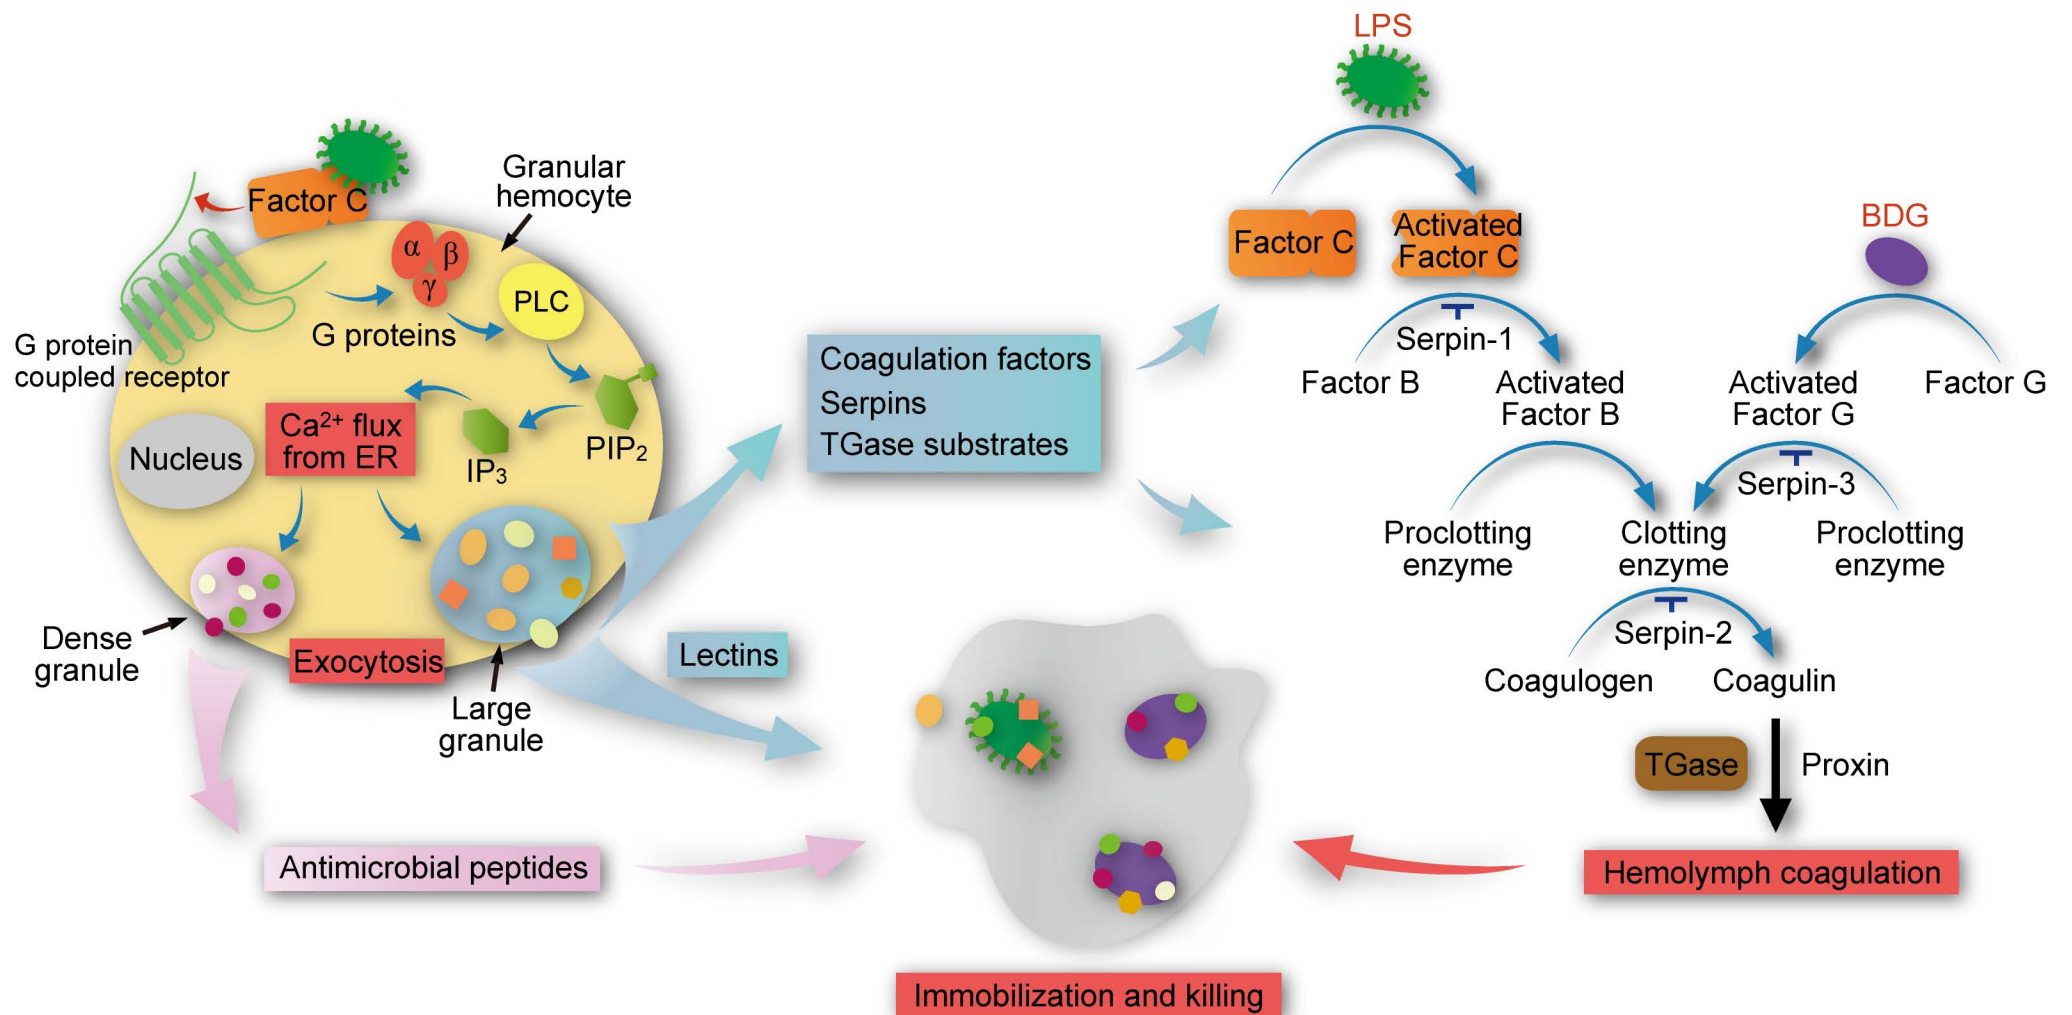 LPS
Granular
hemocyte
Factor C
α
β
γ
PLC
G proteins
G protein
coupled receptor
Ca²⁺ flux
from ER
Nucleus
IP₃
PIP₂
Dense
granule
Exocytosis
Large
granule
Coagulation factors
Serpins
TGase substrates
Lectins
Antimicrobial peptides
Immobilization and killing
Factor C
Activated
Factor C
BDG
Serpin-1
Factor B
Activated
Factor B
Activated
Factor G
Factor G
Serpin-3
Proclotting
enzyme
Clotting
enzyme
Proclotting
enzyme
Serpin-2
Coagulogen
Coagulin
TGase
Proxin
Hemolymph coagulation